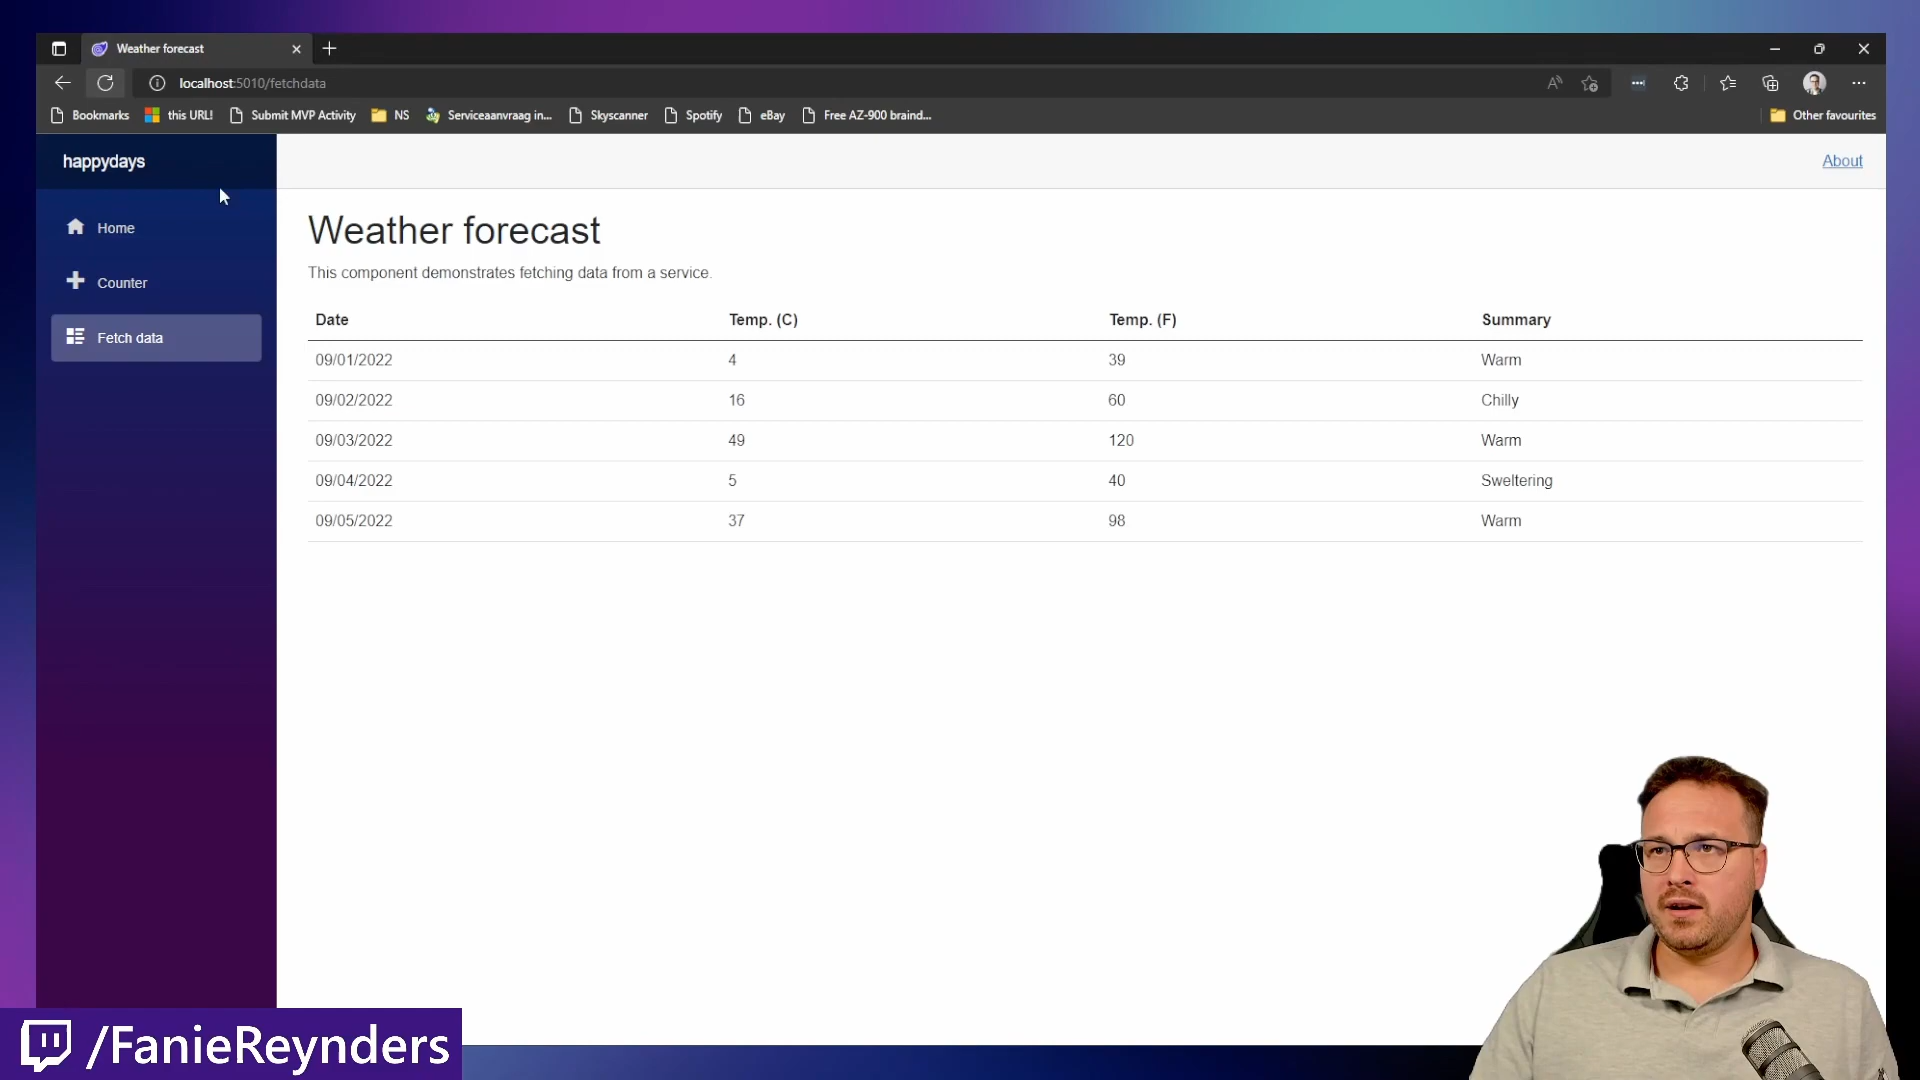 Weather forecast
localhost:5010/fetchdata
Bookmarks this URL! Submit MVP Activity NS Serviceaanvraag in... Skyscanner Spotify eBay Free AZ-900 braind... Other favourites
happydays
About
Home
Counter
Fetch data
Weather forecast
This component demonstrates fetching data from a service.
Date Temp. (C) Temp. (F) Summary
09/01/2022 4 39 Warm
09/02/2022 16 60 Chilly
09/03/2022 49 120 Warm
09/04/2022 5 40 Sweltering
09/05/2022 37 98 Warm
/FanieReynders